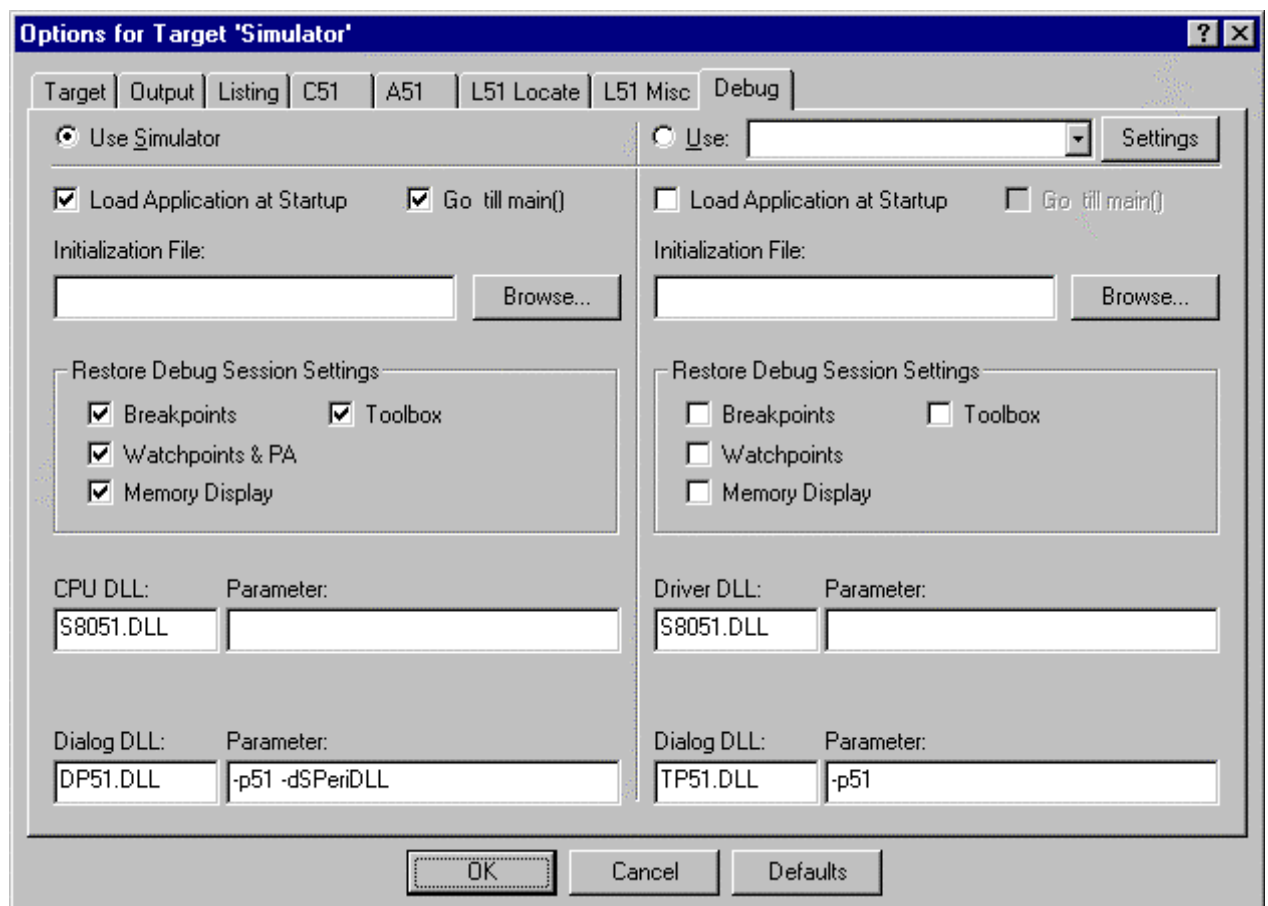 Options for Target 'Simulator'
Target Output Listing C51 A51 L51 Locate L51 Misc Debug
Use Simulator
Use:
Settings
Load Application at Startup
Go till main()
Load Application at Startup
Go till main()
Initialization File:
Initialization File:
Browse...
Browse...
Restore Debug Session Settings
Breakpoints
Toolbox
Watchpoints & PA
Memory Display
Restore Debug Session Settings
Breakpoints
Toolbox
Watchpoints
Memory Display
CPU DLL:
Parameter:
S8051.DLL
Driver DLL:
Parameter:
S8051.DLL
Dialog DLL:
Parameter:
DP51.DLL
-p51 -dSPeriDLL
Dialog DLL:
Parameter:
TP51.DLL
-p51
OK
Cancel
Defaults